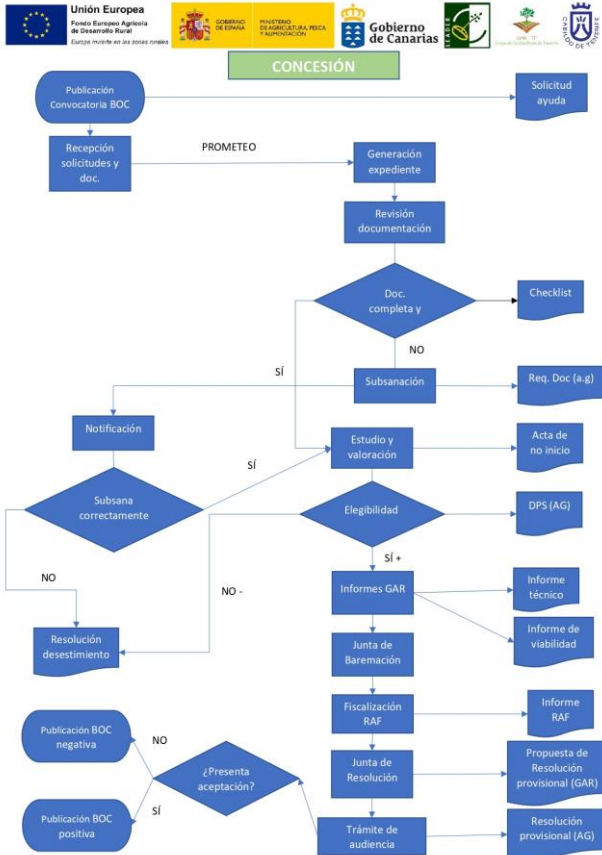 Unión Europea
Fondo Europeo Agrícola
de Desarrollo Rural
Europa invierte en las zonas rurales
GOBIERNO
DE ESPAÑA
MINISTERIO
DE AGRICULTURA, PESCA
Y ALIMENTACIÓN
Gobierno
de Canarias
LEADER
CABILDO DE TENERIFE
CONCESIÓN
Publicación
Convocatoria BOC
Solicitud
ayuda
Recepción
solicitudes y
doc.
PROMETEO
Generación
expediente
Revisión
documentación
Doc.
completa y
Checklist
NO
SÍ
Subsanación
Req. Doc (a.g)
Notificación
Estudio y
valoración
Acta de
no inicio
SÍ
Subsana
correctamente
Elegibilidad
DPS (AG)
SÍ +
NO
NO -
Informes GAR
Informe
técnico
Resolución
desestimiento
Informe de
viabilidad
Junta de
Baremación
Fiscalización
RAF
Informe
RAF
Publicación BOC
negativa
NO
¿Presenta
aceptación?
Junta de
Resolución
Propuesta de
Resolución
provisional (GAR)
SÍ
Publicación BOC
positiva
Trámite de
audiencia
Resolución
provisional (AG)